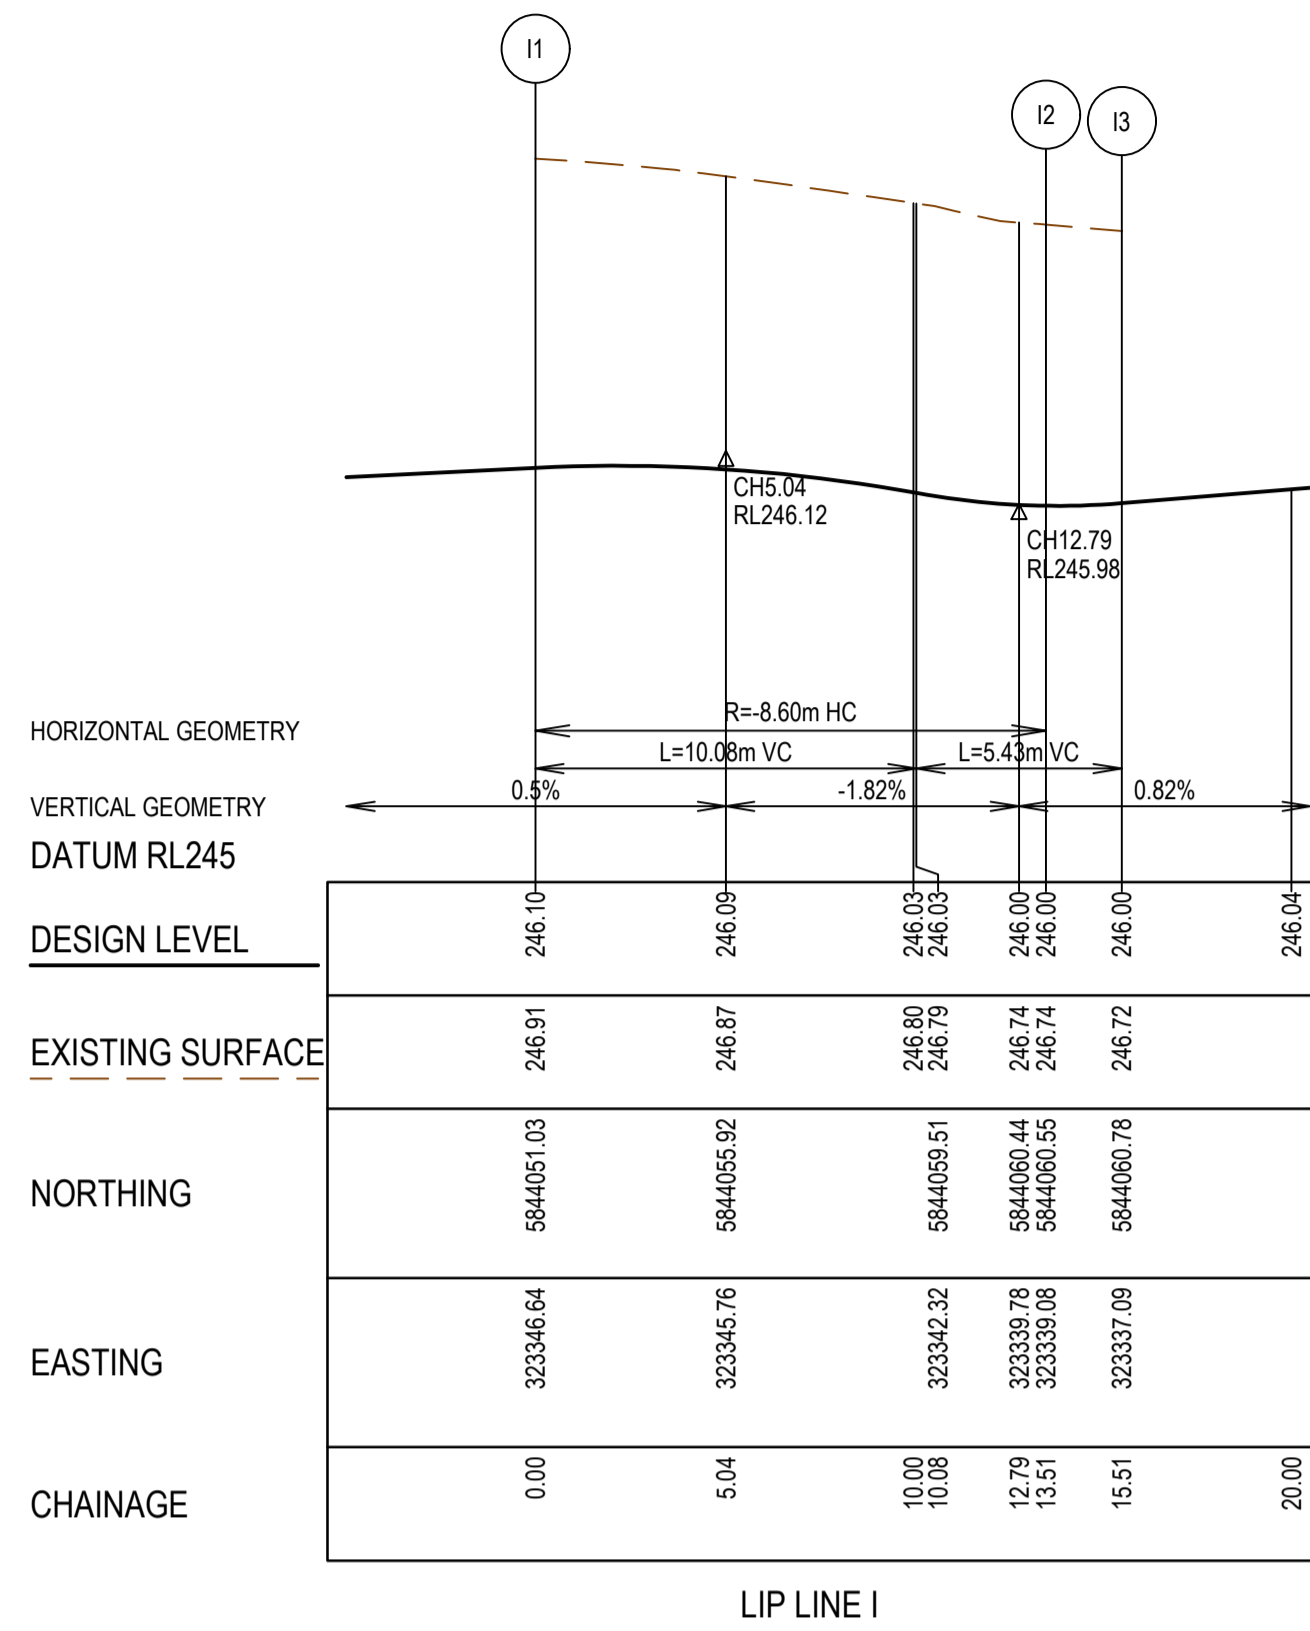 I1
I2
I3
CH5.04
RL246.12
CH12.79
RL245.98
R=-8.60m HC
HORIZONTAL GEOMETRY
L=10.08m VC
L=5.43m VC
0.5%
-1.82%
0.82%
VERTICAL GEOMETRY
DATUM RL245
DESIGN LEVEL
246.10
246.09
246.03
246.03
246.00
246.00
246.00
246.04
EXISTING SURFACE
246.91
246.87
246.80
246.79
246.74
246.74
246.72
NORTHING
5844051.03
5844055.92
5844059.51
5844060.44
5844060.55
5844060.78
EASTING
323346.64
323345.76
323342.32
323339.78
323339.08
323337.09
CHAINAGE
0.00
5.04
10.00
10.08
12.79
13.51
15.51
20.00
LIP LINE I